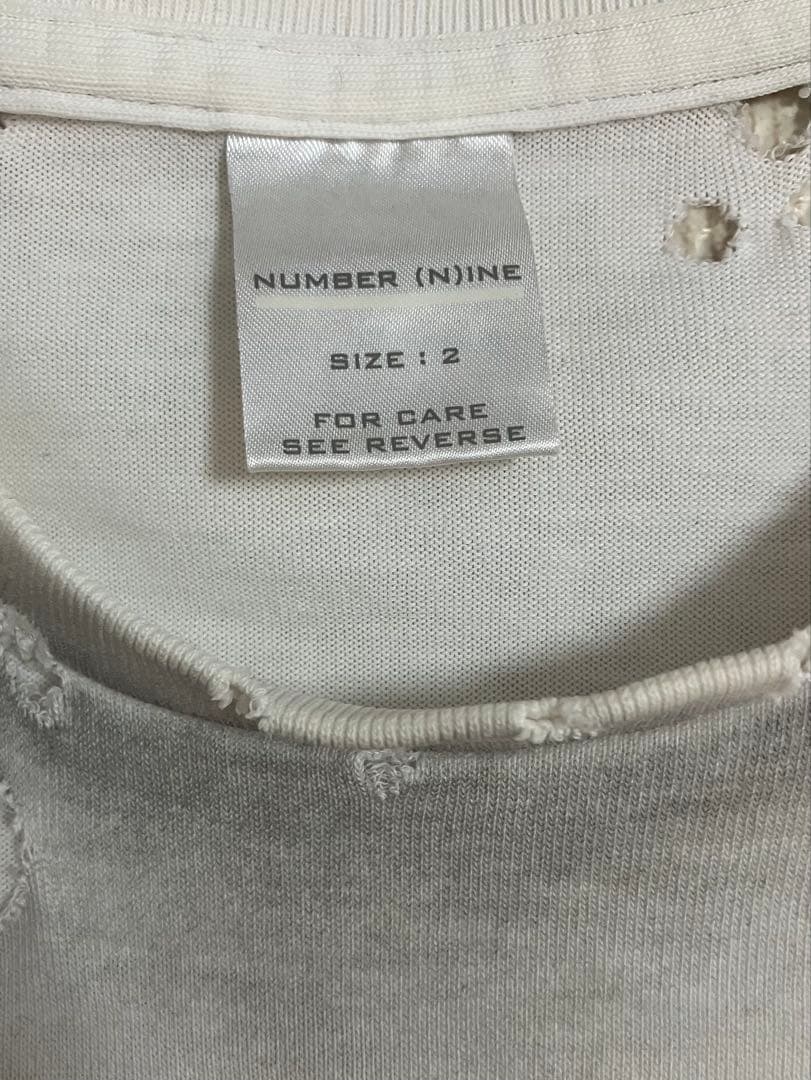 NUMBER (N)INE
SIZE : 2
FOR CARE
SEE REVERSE